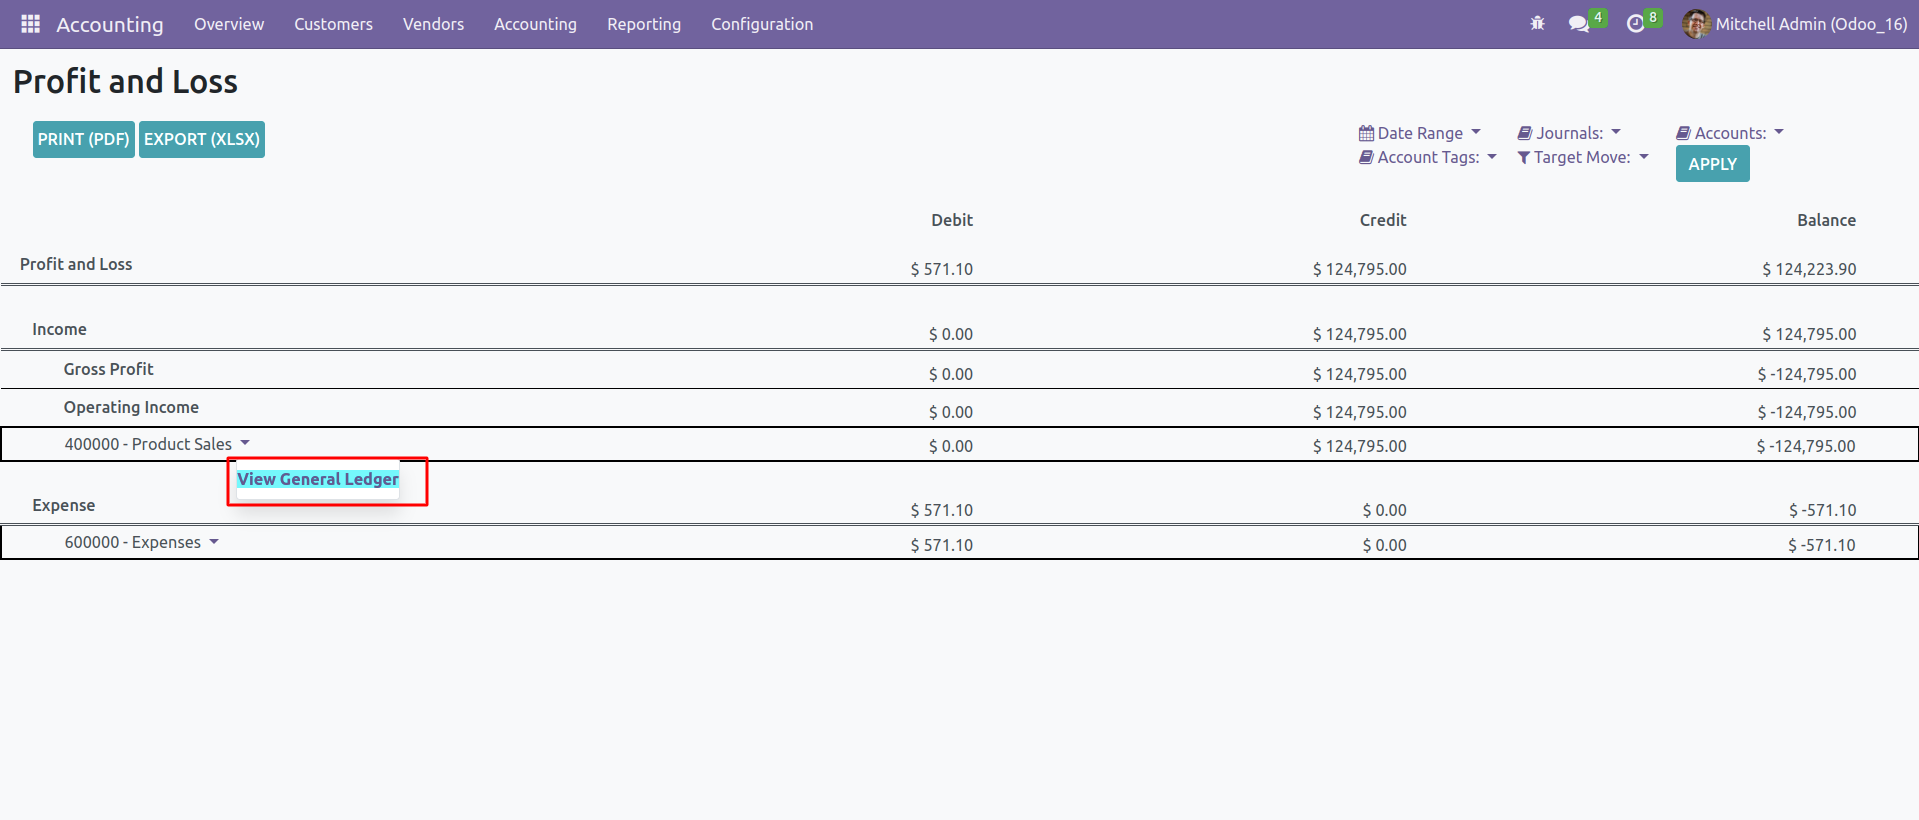 Accounting Overview Customers Vendors Accounting Reporting Configuration 4 8 Mitchell Admin (Odoo_16)
Profit and Loss
PRINT (PDF) EXPORT (XLSX) Date Range Journals: Accounts:
Account Tags: Target Move: APPLY
Debit Credit Balance
Profit and Loss $ 571.10 $ 124,795.00 $ 124,223.90
Income $ 0.00 $ 124,795.00 $ 124,795.00
Gross Profit $ 0.00 $ 124,795.00 $ -124,795.00
Operating Income $ 0.00 $ 124,795.00 $ -124,795.00
400000 - Product Sales $ 0.00 $ 124,795.00 $ -124,795.00
View General Ledger
Expense $ 571.10 $ 0.00 $ -571.10
600000 - Expenses $ 571.10 $ 0.00 $ -571.10